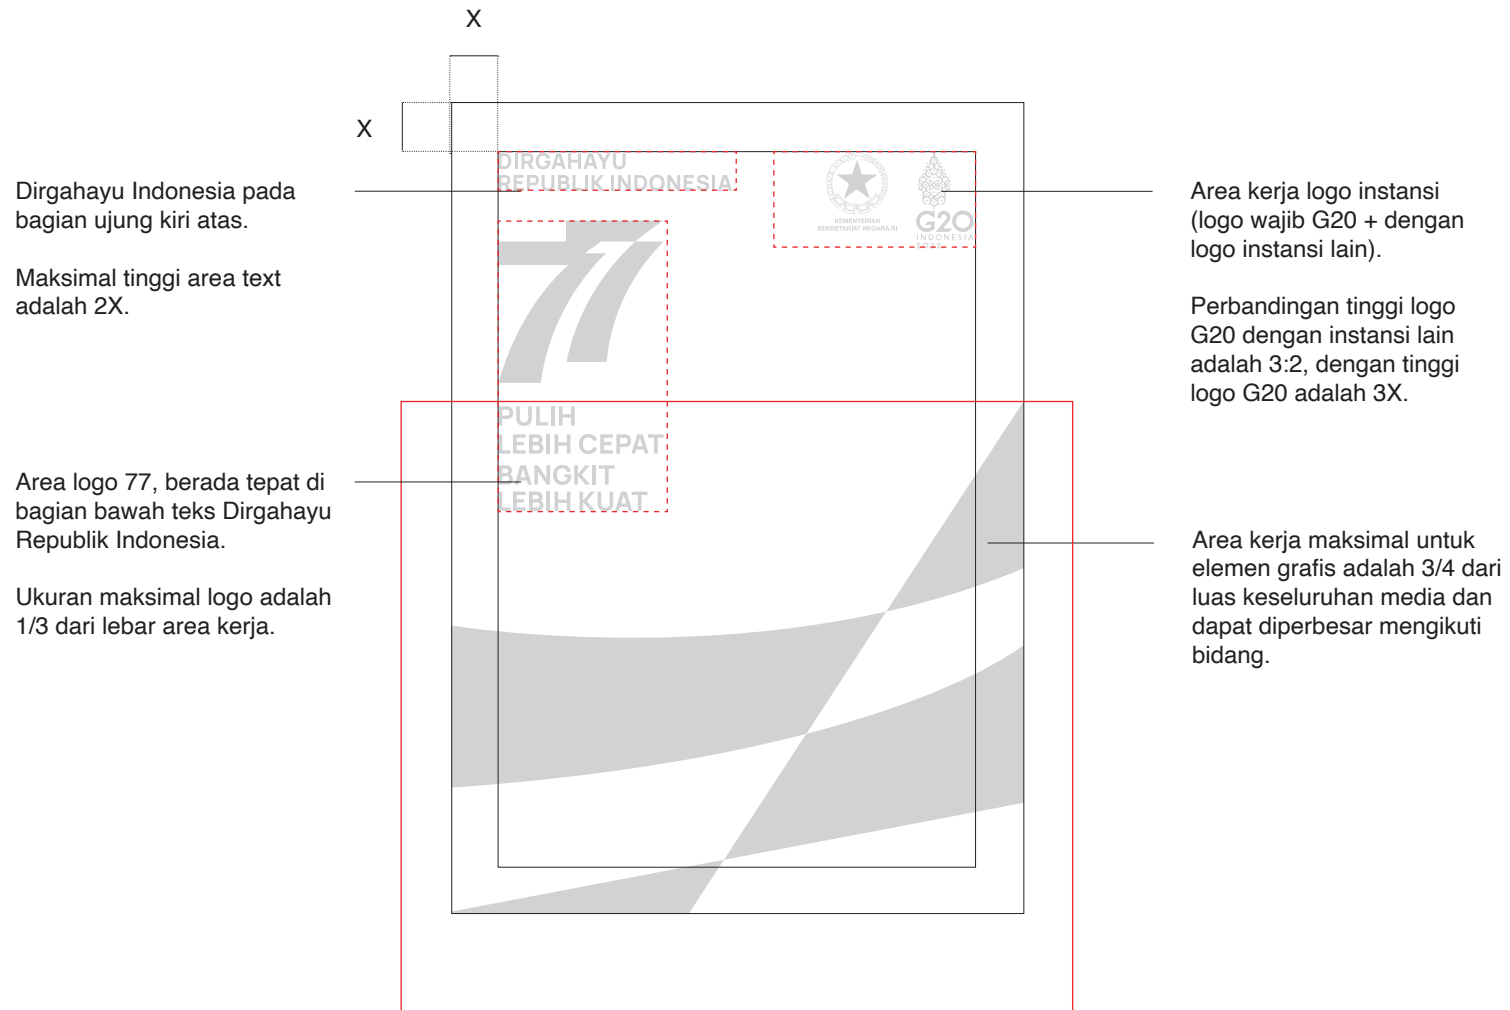 X
X
Dirgahayu Indonesia pada
bagian ujung kiri atas.
Maksimal tinggi area text
adalah 2X.
Area logo 77, berada tepat di
bagian bawah teks Dirgahayu
Republik Indonesia.
Ukuran maksimal logo adalah
1/3 dari lebar area kerja.
DIRGAHAYU
REPUBLIK INDONESIA
77
PULIH
LEBIH CEPAT
BANGKIT
LEBIH KUAT
KEMENTERIAN
SEKRETARIAT NEGARA RI
G20
INDONESIA
2022
Area kerja logo instansi
(logo wajib G20 + dengan
logo instansi lain).
Perbandingan tinggi logo
G20 dengan instansi lain
adalah 3:2, dengan tinggi
logo G20 adalah 3X.
Area kerja maksimal untuk
elemen grafis adalah 3/4 dari
luas keseluruhan media dan
dapat diperbesar mengikuti
bidang.